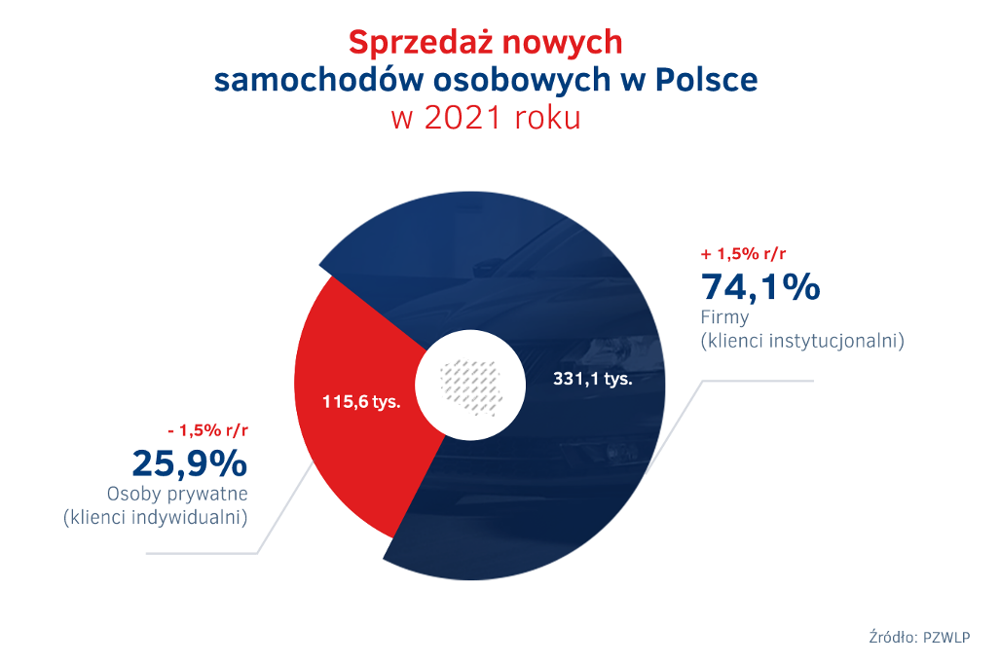 Sprzedaż nowych
samochodów osobowych w Polsce
w 2021 roku
+ 1,5% r/r
74,1%
Firmy
(klienci instytucjonalni)
331,1 tys.
115,6 tys.
- 1,5% r/r
25,9%
Osoby prywatne
(klienci indywidualni)
Źródło: PZWLP